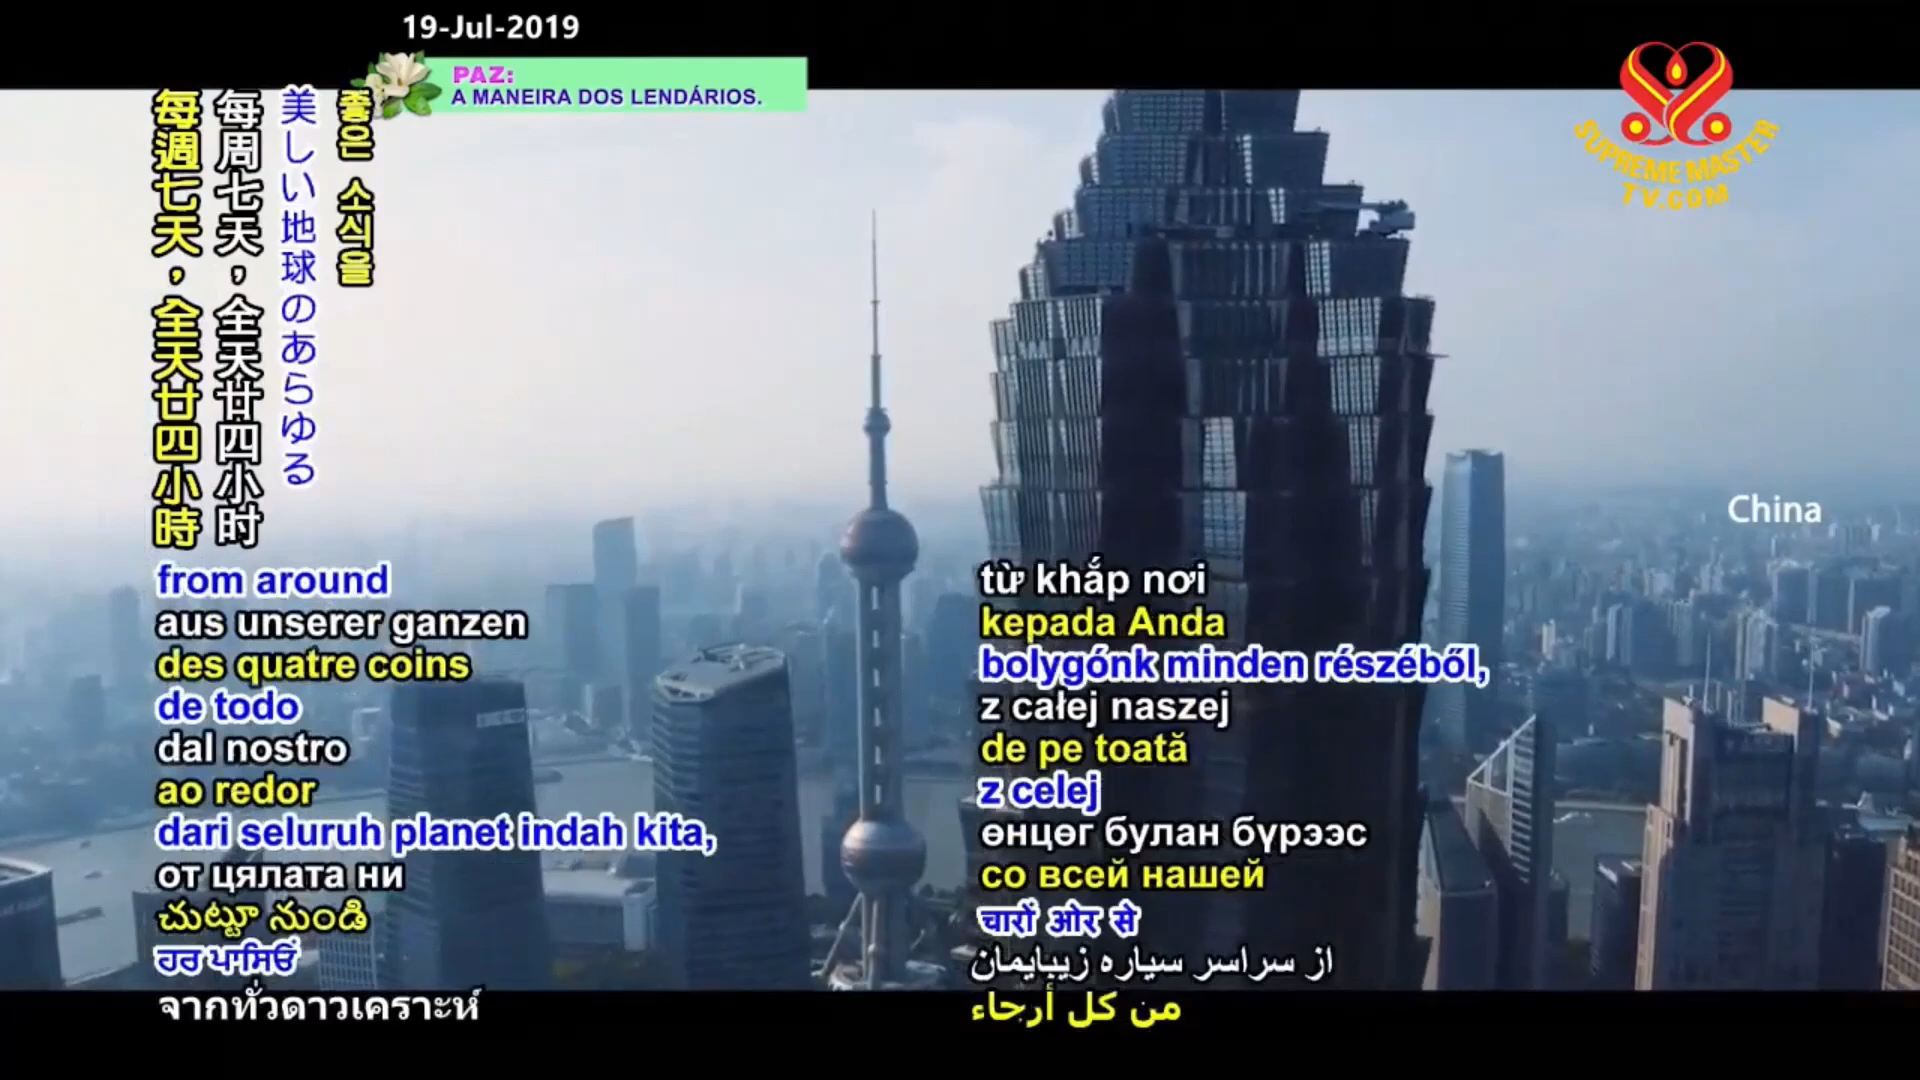 19-Jul-2019
PAZ:
A MANEIRA DOS LENDÁRIOS.
SUPREME MASTER
TV.COM
每週七天，全天廿四小時
每周七天，全天廿四小时
美しい地球のあらゆる
좋은 소식을
China
from around
aus unserer ganzen
des quatre coins
de todo
dal nostro
ao redor
dari seluruh planet indah kita,
от цялата ни
చుట్టూ నుండి
ਹਰ ਪਾਸਿਓਂ
จากทั่วดาวเคราะห์
từ khắp nơi
kepada Anda
bolygónk minden részéből,
z całej naszej
de pe toată
z celej
өнцөг булан бүрээс
со всей нашей
चारों ओर से
از سراسر سیاره زیبایمان
من كل أرجاء